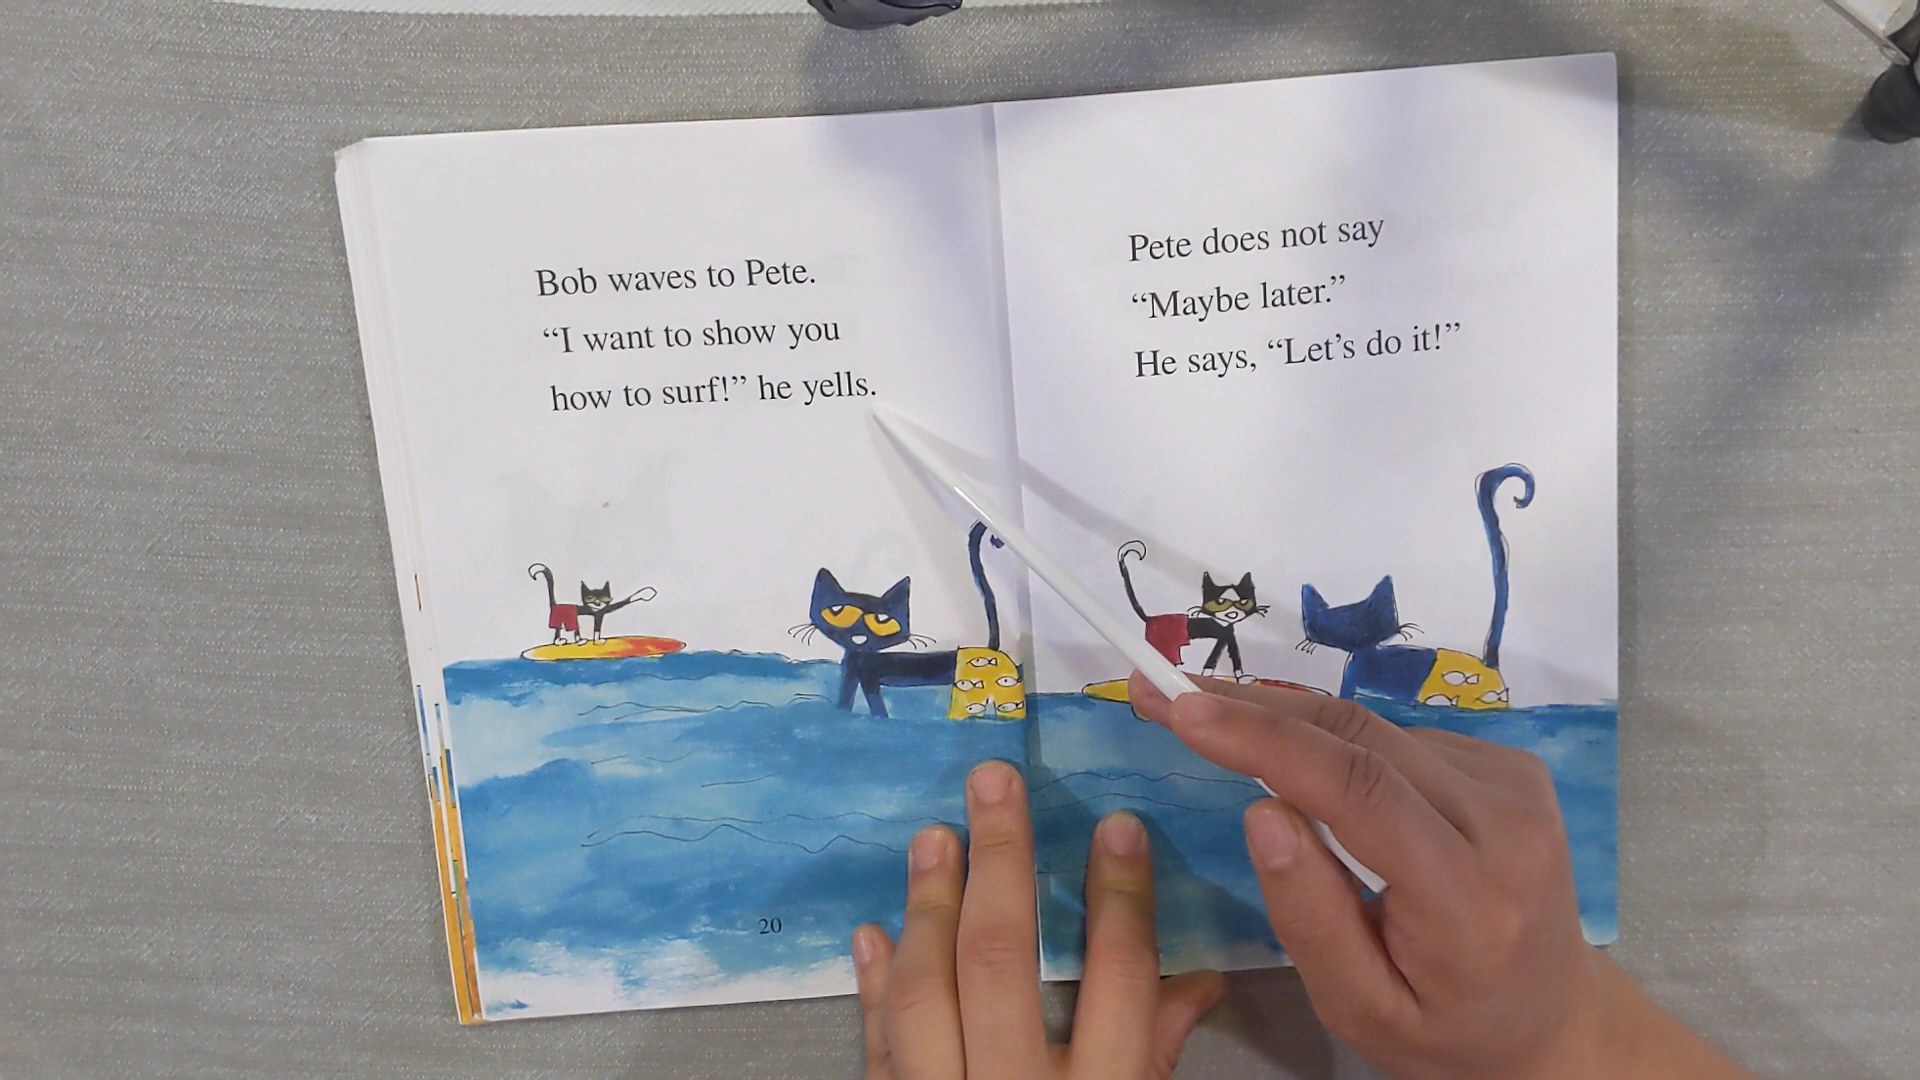 Bob waves to Pete.
“I want to show you
how to surf!” he yells.
20
Pete does not say
“Maybe later.”
He says, “Let’s do it!”